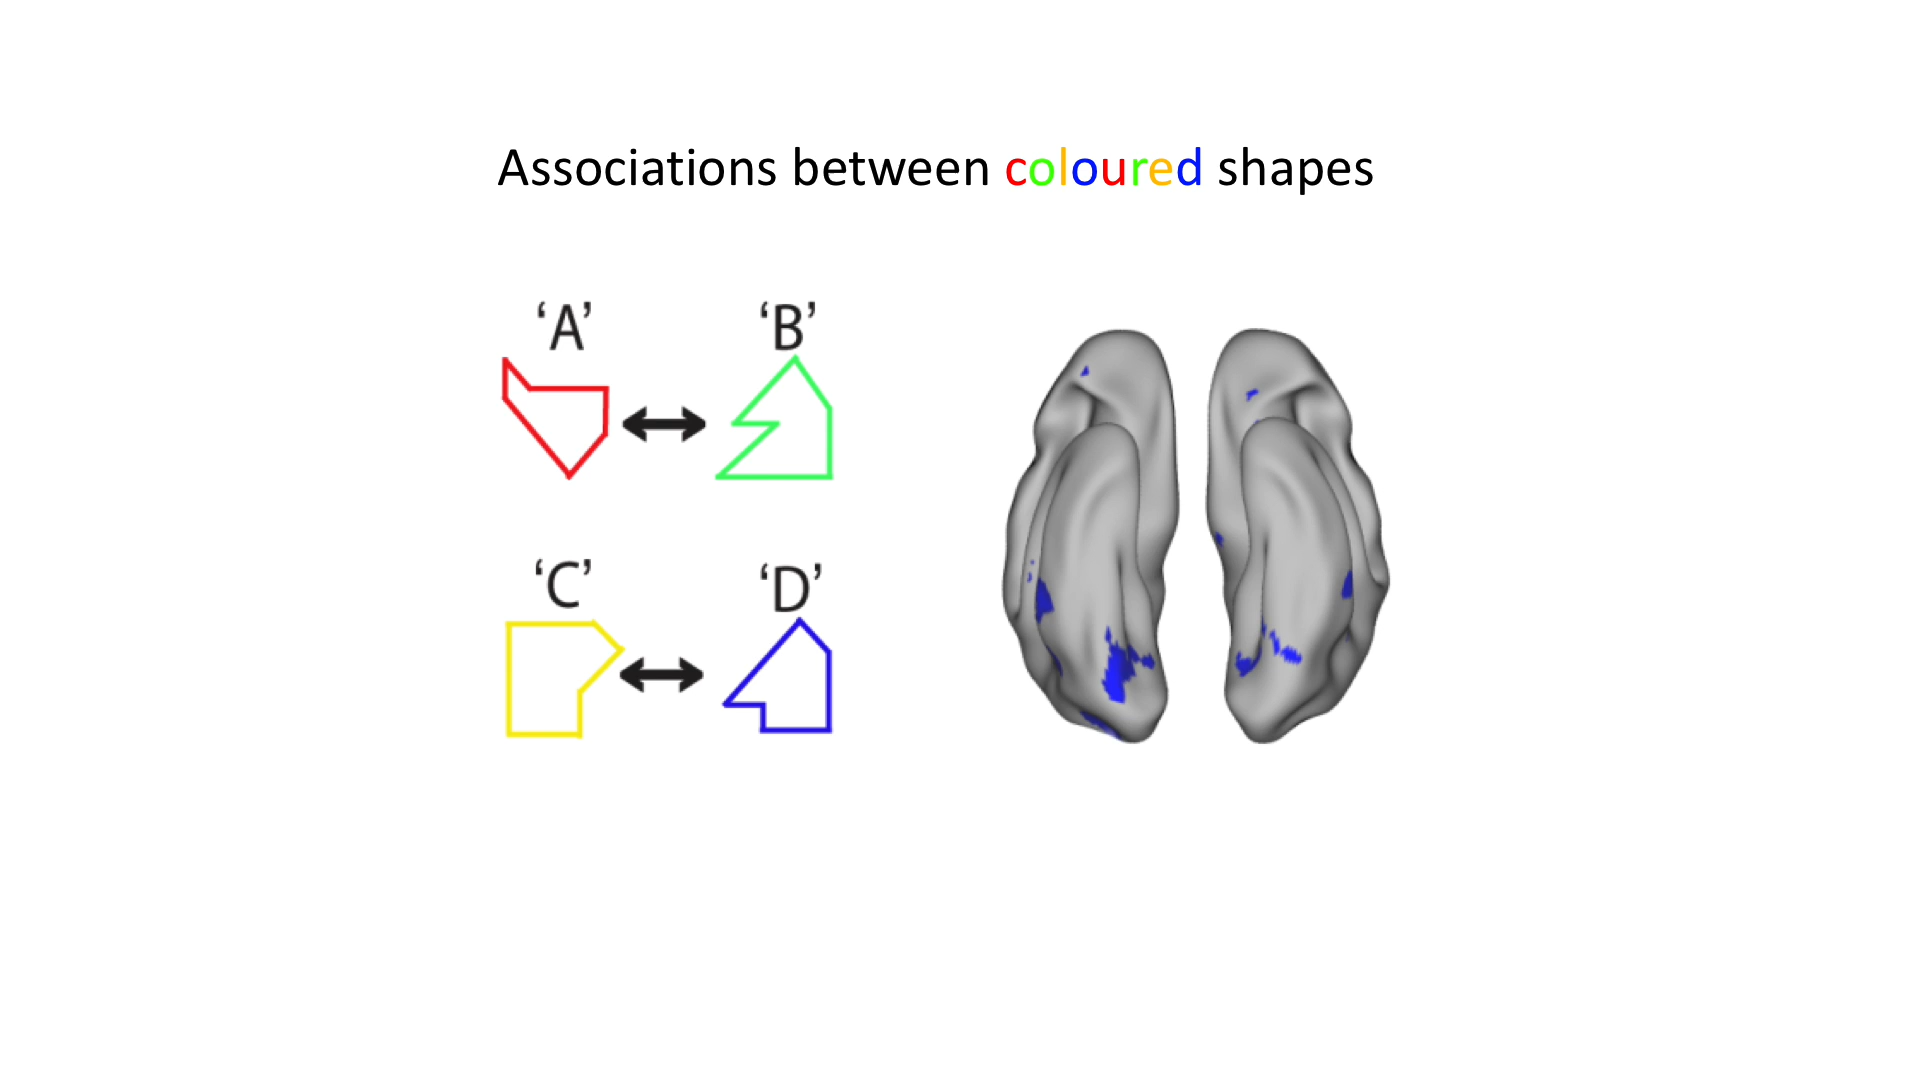 Associations between coloured shapes
‘A’ ‘B’
‘C’ ‘D’